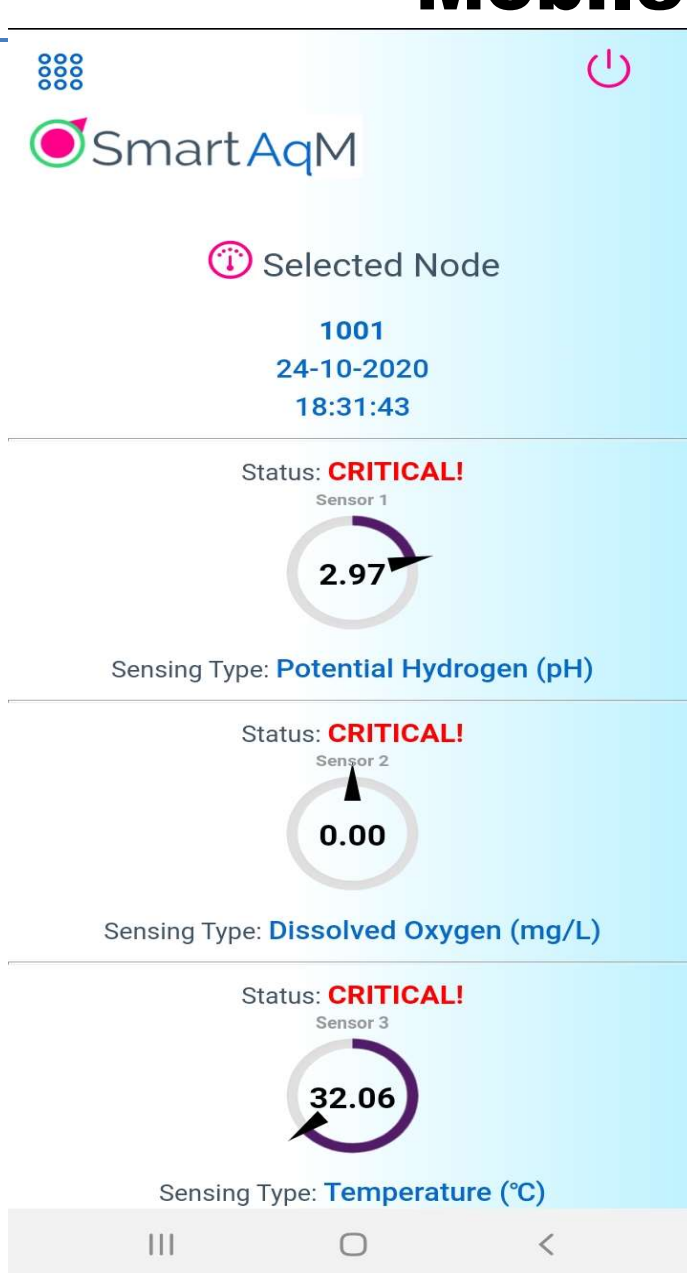 Smart AqM
Selected Node
1001
24-10-2020
18:31:43
Status: CRITICAL!
Sensor 1
2.97
Sensing Type: Potential Hydrogen (pH)
Status: CRITICAL!
Sensor 2
0.00
Sensing Type: Dissolved Oxygen (mg/L)
Status: CRITICAL!
Sensor 3
32.06
Sensing Type: Temperature (℃)